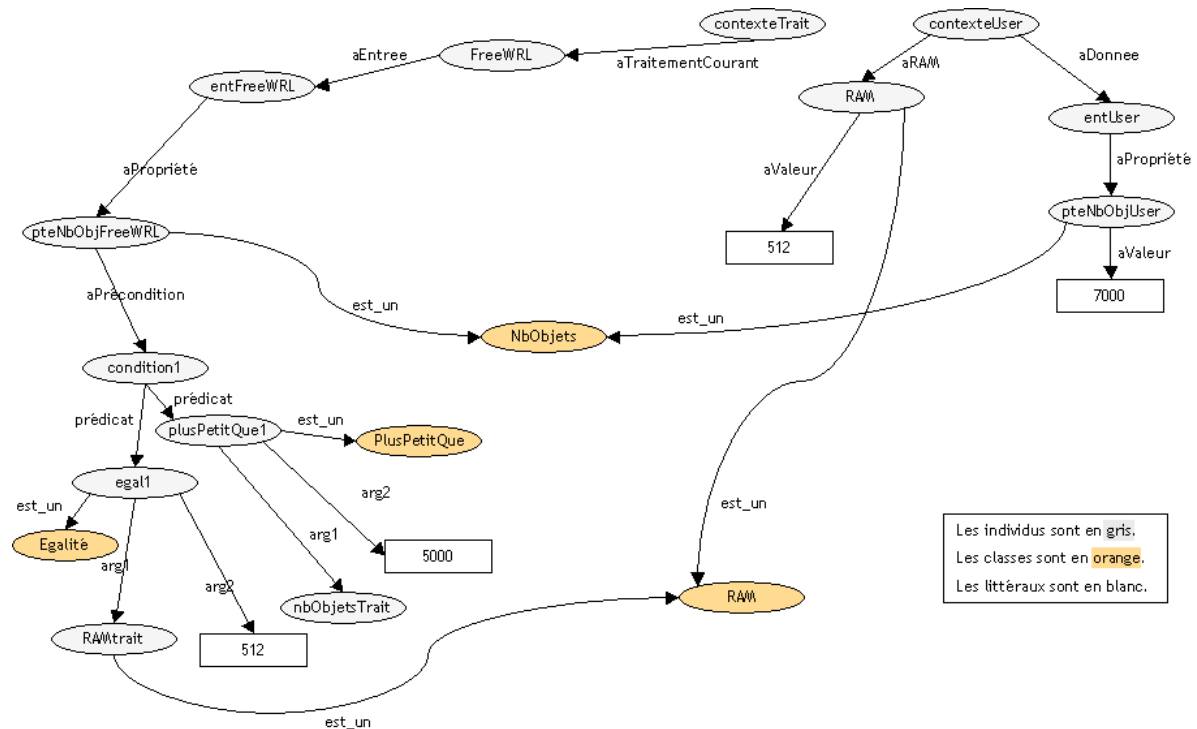 contexteTrait
contexteUser
FreeWRL
aEntree
aTraitementCourant
aRAM
aDonnee
entFreeWRL
RAM
entUser
aPropriété
aValeur
aPropriété
pteNbObjFreeWRL
pteNbObjUser
512
aValeur
aPrécondition
7000
est_un
est_un
NbObjets
condition1
prédicat
prédicat
est_un
plusPetitQue1
PlusPetitQue
egal1
arg2
est_un
est_un
Egalité
arg1
5000
arg1
arg2
nbObjetsTrait
RAM
RAMtrait
512
est_un
Les individus sont en gris.
Les classes sont en orange.
Les littéraux sont en blanc.